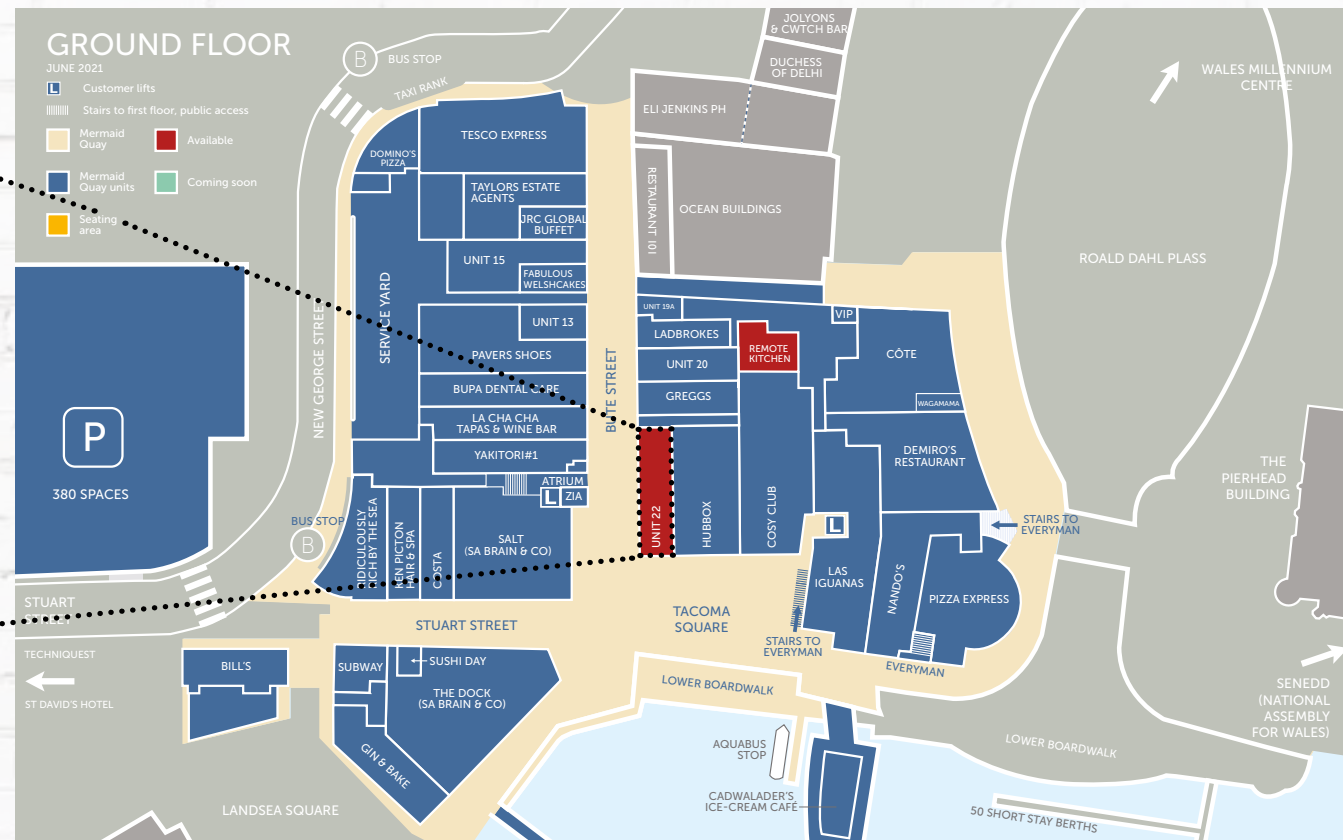 GROUND FLOOR
JUNE 2021
L Customer lifts
Stairs to first floor, public access
Mermaid
Quay
Available
Mermaid
Quay units
Coming soon
Seating
area
B
BUS STOP
TAXI RANK
JOLYONS
& CWTCH BAR
DUCHESS
OF DELHI
ELI JENKINS PH
RESTAURANT 101
OCEAN BUILDINGS
WALES MILLENNIUM
CENTRE
ROALD DAHL PLASS
TESCO EXPRESS
DOMINO'S
PIZZA
TAYLORS ESTATE
AGENTS
JRC GLOBAL
BUFFET
UNIT 15
FABULOUS
WELSHCAKES
UNIT 13
SERVICE YARD
PAVERS SHOES
BUPA DENTAL CARE
LA CHA CHA
TAPAS & WINE BAR
YAKITORI#1
ATRIUM
L
ZIA
NEW GEORGE STREET
BUTE STREET
P
380 SPACES
UNIT 19A
LADBROKES
UNIT 20
GREGGS
REMOTE
KITCHEN
VIP
CÔTE
WAGAMAMA
DEMIRO'S
RESTAURANT
THE
PIERHEAD
BUILDING
UNIT 22
HUBBOX
COSY CLUB
L
STAIRS TO
EVERYMAN
BUS STOP
B
RIDICULOUSLY
RICH BY THE SEA
KEN PICTON
HAIR & SPA
COSTA
SALT
(SA BRAIN & CO)
LAS
IGUANAS
NANDO'S
PIZZA EXPRESS
STUART
STREET
STUART STREET
TACOMA
SQUARE
STAIRS TO
EVERYMAN
EVERYMAN
TECHNIQUEST
ST DAVID'S HOTEL
BILL'S
SUBWAY
SUSHI DAY
THE DOCK
(SA BRAIN & CO)
GIN & BAKE
LOWER BOARDWALK
LOWER BOARDWALK
SENEDD
(NATIONAL
ASSEMBLY
FOR WALES)
AQUABUS
STOP
CADWALADER'S
ICE-CREAM CAFÉ
LANDSEA SQUARE
50 SHORT STAY BERTHS